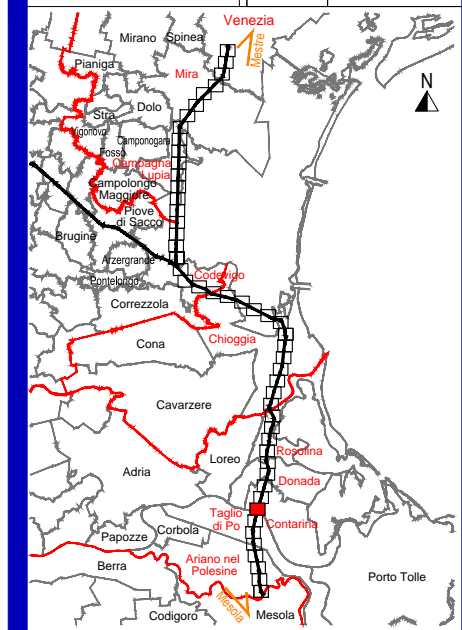 Venezia
Mirano
Spinea
Mestre
Pianiga
Mira
N
Dolo
Stra
Vigonovo
Camponogara
Fosso
Campagna
Lupia
Campolongo
Maggiore
Piove
di Sacco
Brugine
Arzergrande
Codevigo
Pontelongo
Correzzola
Chioggia
Cona
Cavarzere
Rosolina
Loreo
Adria
Donada
Taglio
di Po
Contarina
Corbola
Papozze
Ariano nel
Polesine
Berra
Porto Tolle
Mesola
Mesola
Codigoro